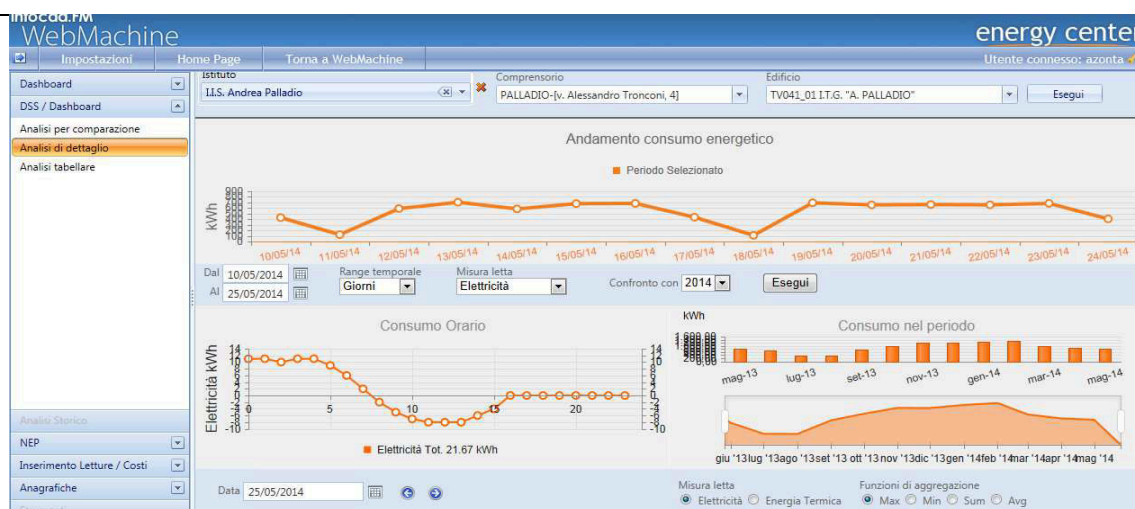 infocad.FM
WebMachine
energy center
Impostazioni Home Page Torna a WebMachine
Utente connesso: azonta
Dashboard
DSS / Dashboard
Analisi per comparazione
Analisi di dettaglio
Analisi tabellare
Analisi Storico
NEP
Inserimento Letture / Costi
Anagrafiche
Istituto
I.I.S. Andrea Palladio
Comprensorio
PALLADIO-[v. Alessandro Tronconi, 4]
Edificio
TV041_01 I.T.G. "A. PALLADIO"
Esegui
Andamento consumo energetico
Periodo Selezionato
kWh
900
100
0
10/05/14 11/05/14 12/05/14 13/05/14 14/05/14 15/05/14 16/05/14 17/05/14 18/05/14 19/05/14 20/05/14 21/05/14 22/05/14 23/05/14 24/05/14
Dal 10/05/2014
Al 25/05/2014
Range temporale
Giorni
Misura letta
Elettricità
Confronto con 2014
Esegui
Consumo Orario
Elettricità kWh
14
-10
0 5 10 15 20
14
-10
Elettricità Tot. 21.67 kWh
Data 25/05/2014
kWh
Consumo nel periodo
0,00
mag-13 lug-13 set-13 nov-13 gen-14 mar-14 mag-14
giu '13 lug '13 ago '13 set '13 ott '13 nov '13 dic '13 gen '14 feb '14 mar '14 apr '14 mag '14
Misura letta
Elettricità Energia Termica
Funzioni di aggregazione
Max Min Sum Avg